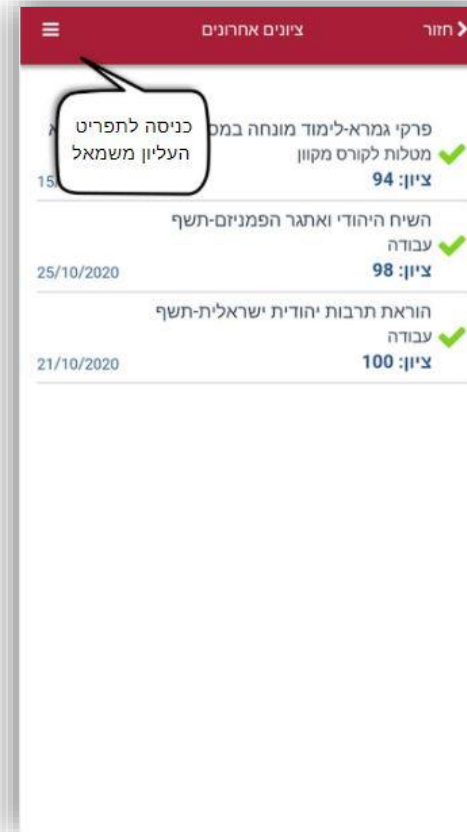 חזור
ציונים אחרונים
כניסה לתפריט
העליון משמאל
פרקי גמרא-לימוד מונחה
מטלות לקורס מקוון
ציון: 94
השיח היהודי ואתגר הפמניזם-תשף
עבודה
ציון: 98
25/10/2020
הוראת תרבות יהודית ישראלית-תשף
עבודה
ציון: 100
21/10/2020